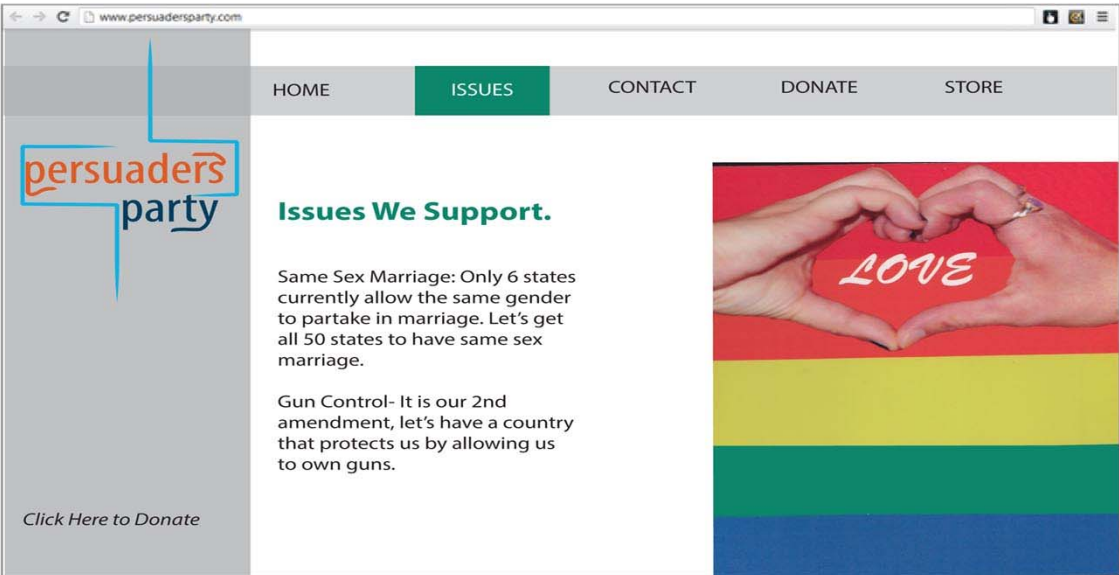 www.persuadersparty.com
HOME
ISSUES
CONTACT
DONATE
STORE
persuaders
party
Issues We Support.
Same Sex Marriage: Only 6 states
currently allow the same gender
to partake in marriage. Let's get
all 50 states to have same sex
marriage.
Gun Control- It is our 2nd
amendment, let's have a country
that protects us by allowing us
to own guns.
LOVE
Click Here to Donate